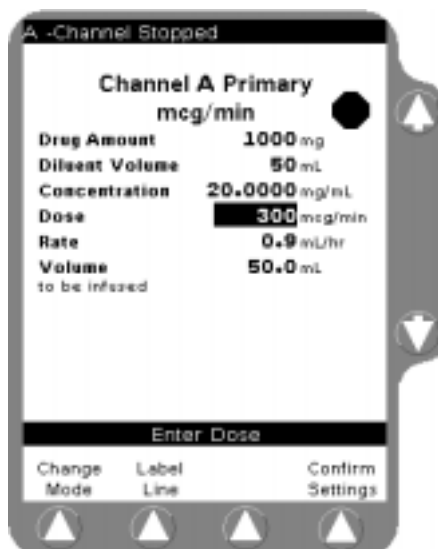 A -Channel Stopped
Channel A Primary
mcg/min
Drug Amount 1000 mg
Diluent Volume 50 mL
Concentration 20.0000 mg/mL
Dose 300 mcg/min
Rate 0.9 mL/hr
Volume 50.0 mL
to be infused
Enter Dose
Change Label Confirm
Mode Line Settings